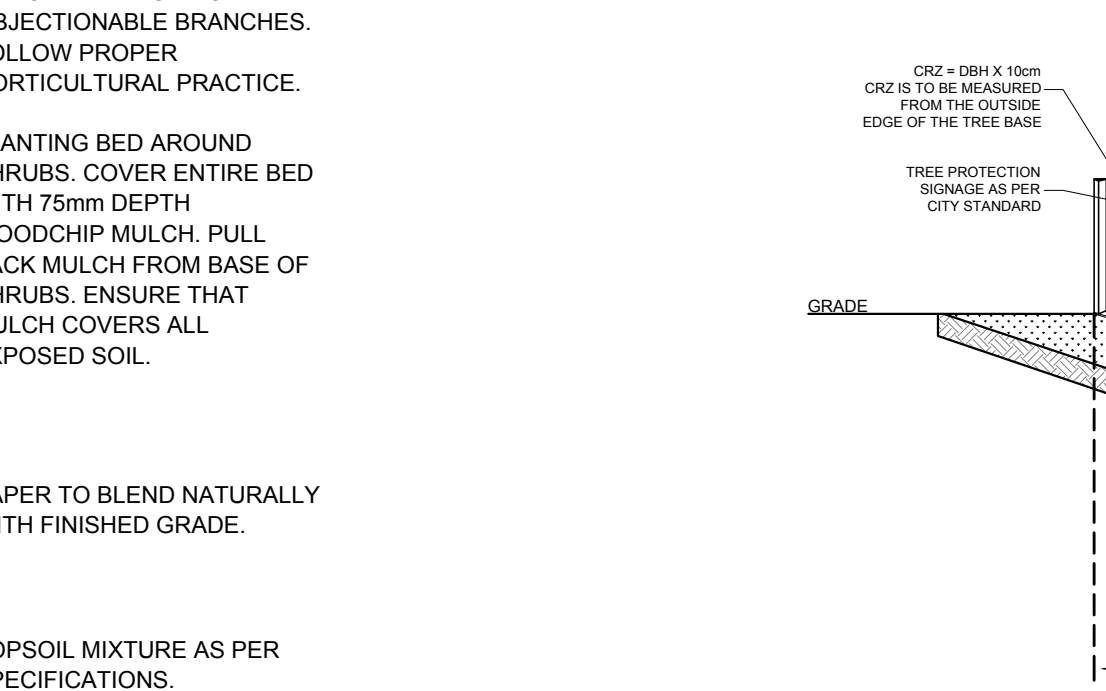 BJECTIONABLE BRANCHES.
OLLOW PROPER
ORTICULTURAL PRACTICE.
ANTING BED AROUND
HRUBS. COVER ENTIRE BED
TH 75mm DEPTH
OODCHIP MULCH. PULL
ACK MULCH FROM BASE OF
HRUBS. ENSURE THAT
ULCH COVERS ALL
XPOSED SOIL.
APER TO BLEND NATURALLY
ITH FINISHED GRADE.
OPSOIL MIXTURE AS PER
PECIFICATIONS.
CRZ = DBH X 10cm
CRZ IS TO BE MEASURED
FROM THE OUTSIDE
EDGE OF THE TREE BASE
TREE PROTECTION
SIGNAGE AS PER
CITY STANDARD
GRADE